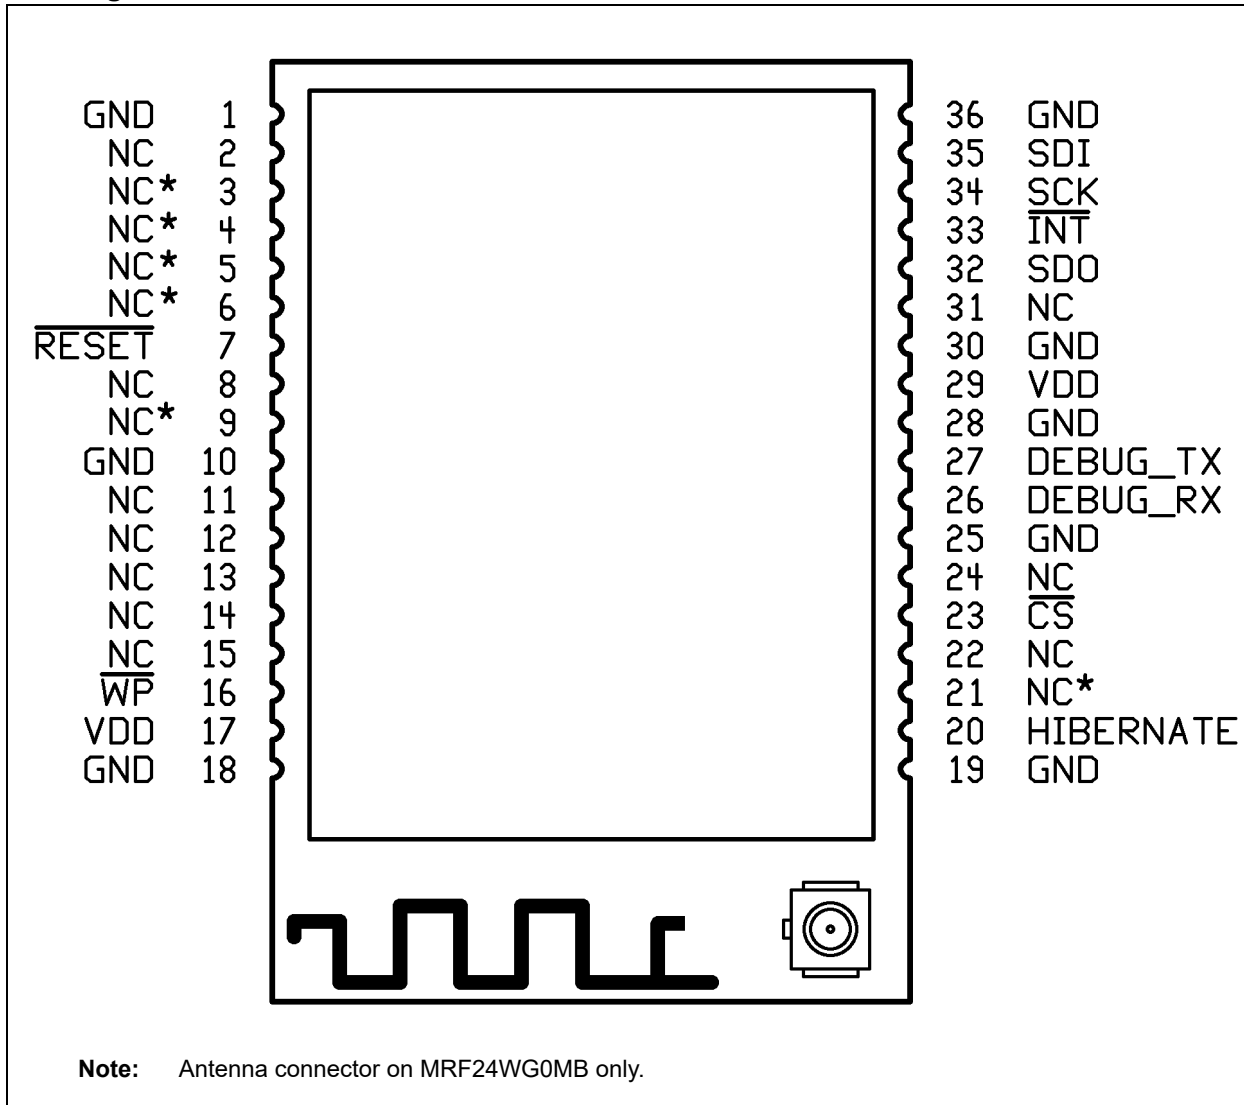 GND 1 36 GND
NC 2 35 SDI
NC* 3 34 SCK
NC* 4 33 INT
NC* 5 32 SDO
NC* 6 31 NC
RESET 7 30 GND
NC 8 29 VDD
NC* 9 28 GND
GND 10 27 DEBUG_TX
NC 11 26 DEBUG_RX
NC 12 25 GND
NC 13 24 NC
NC 14 23 CS
NC 15 22 NC
WP 16 21 NC*
VDD 17 20 HIBERNATE
GND 18 19 GND
Note: Antenna connector on MRF24WG0MB only.